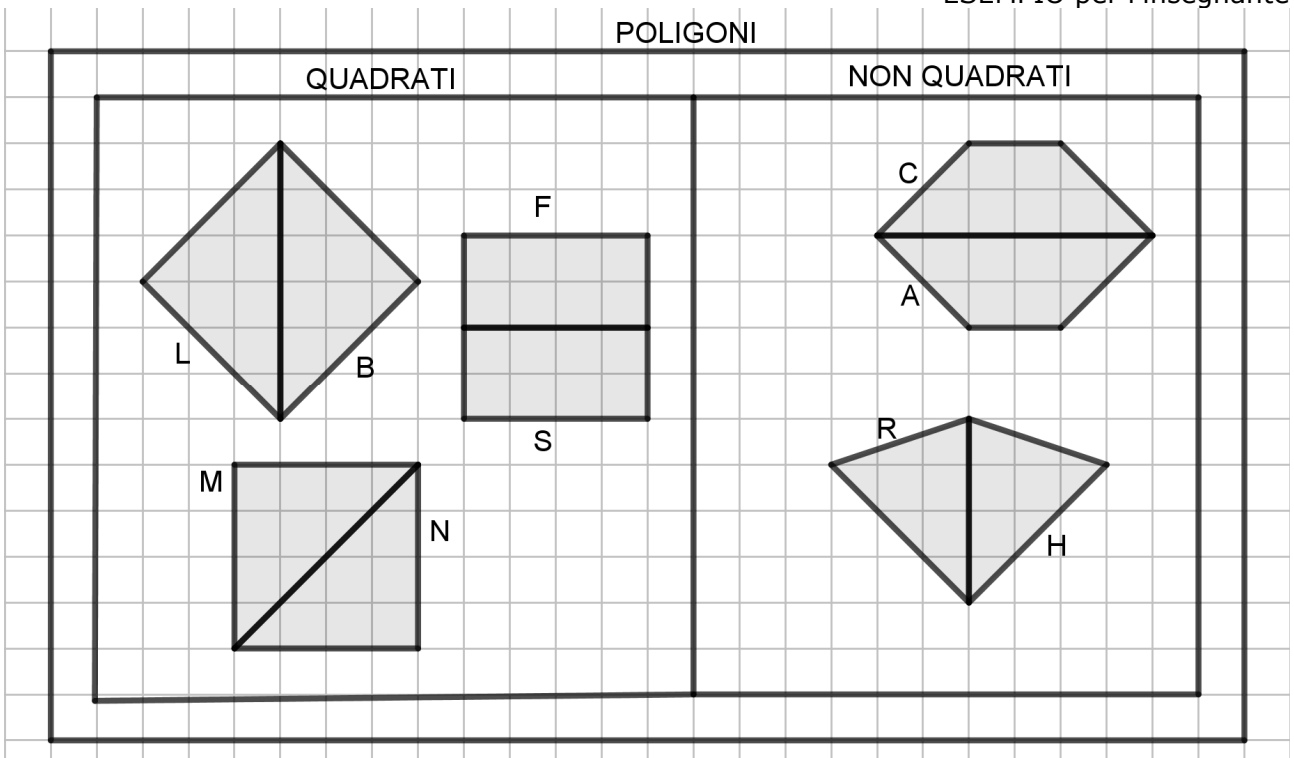 ESEMPIO per l'insegnante
POLIGONI
QUADRATI
NON QUADRATI
C
F
A
L
B
R
S
M
N
H